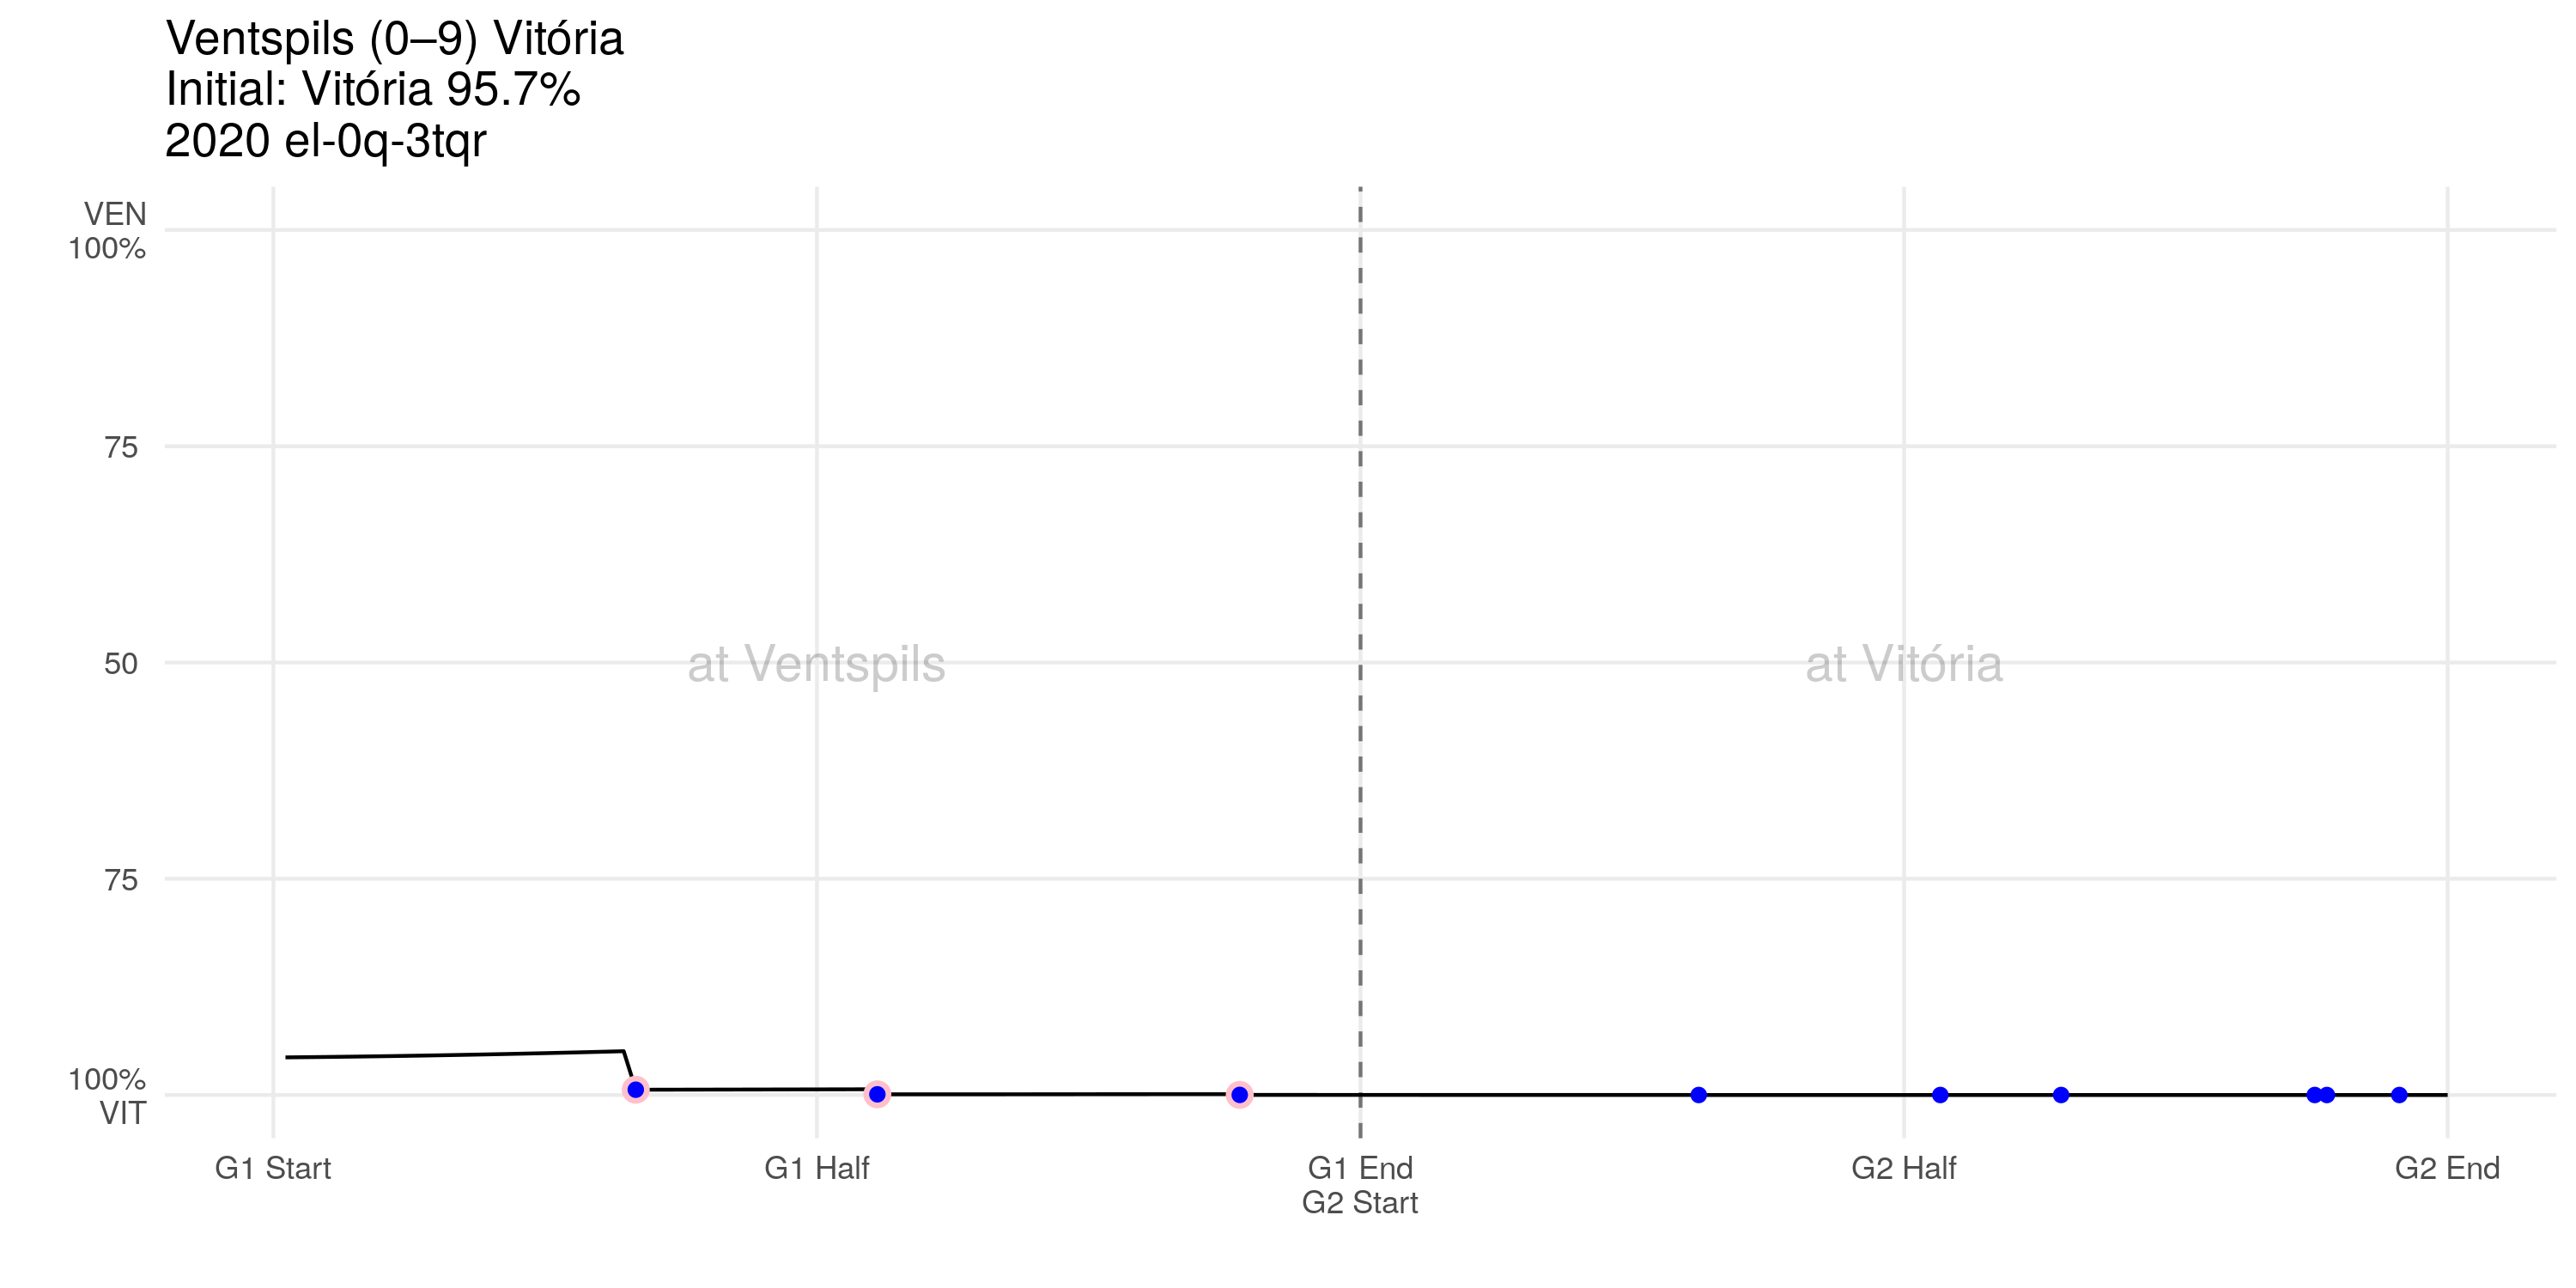 Ventspils (0–9) Vitória
Initial: Vitória 95.7%
2020 el-0q-3tqr
VEN
100%
75
50
75
100%
VIT
at Ventspils
at Vitória
G1 Start
G1 Half
G1 End
G2 Start
G2 Half
G2 End